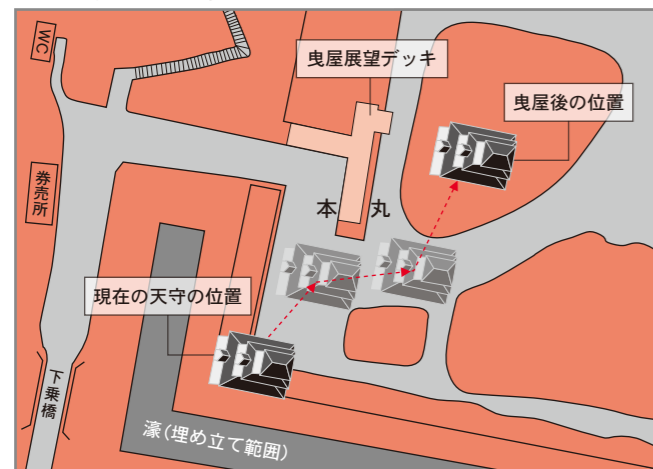 WC
曳屋展望デッキ
曳屋後の位置
券売所
本丸
現在の天守の位置
下乗橋
濠(埋め立て範囲)